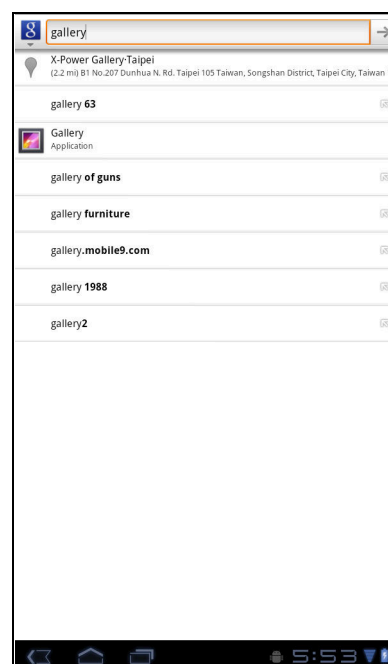 8 gallery
X-Power Gallery·Taipei
(2.2 mi) B1 No.207 Dunhua N. Rd. Taipei 105 Taiwan, Songshan District, Taipei City, Taiwan
gallery 63
Gallery
Application
gallery of guns
gallery furniture
gallery.mobile9.com
gallery 1988
gallery2
5:53